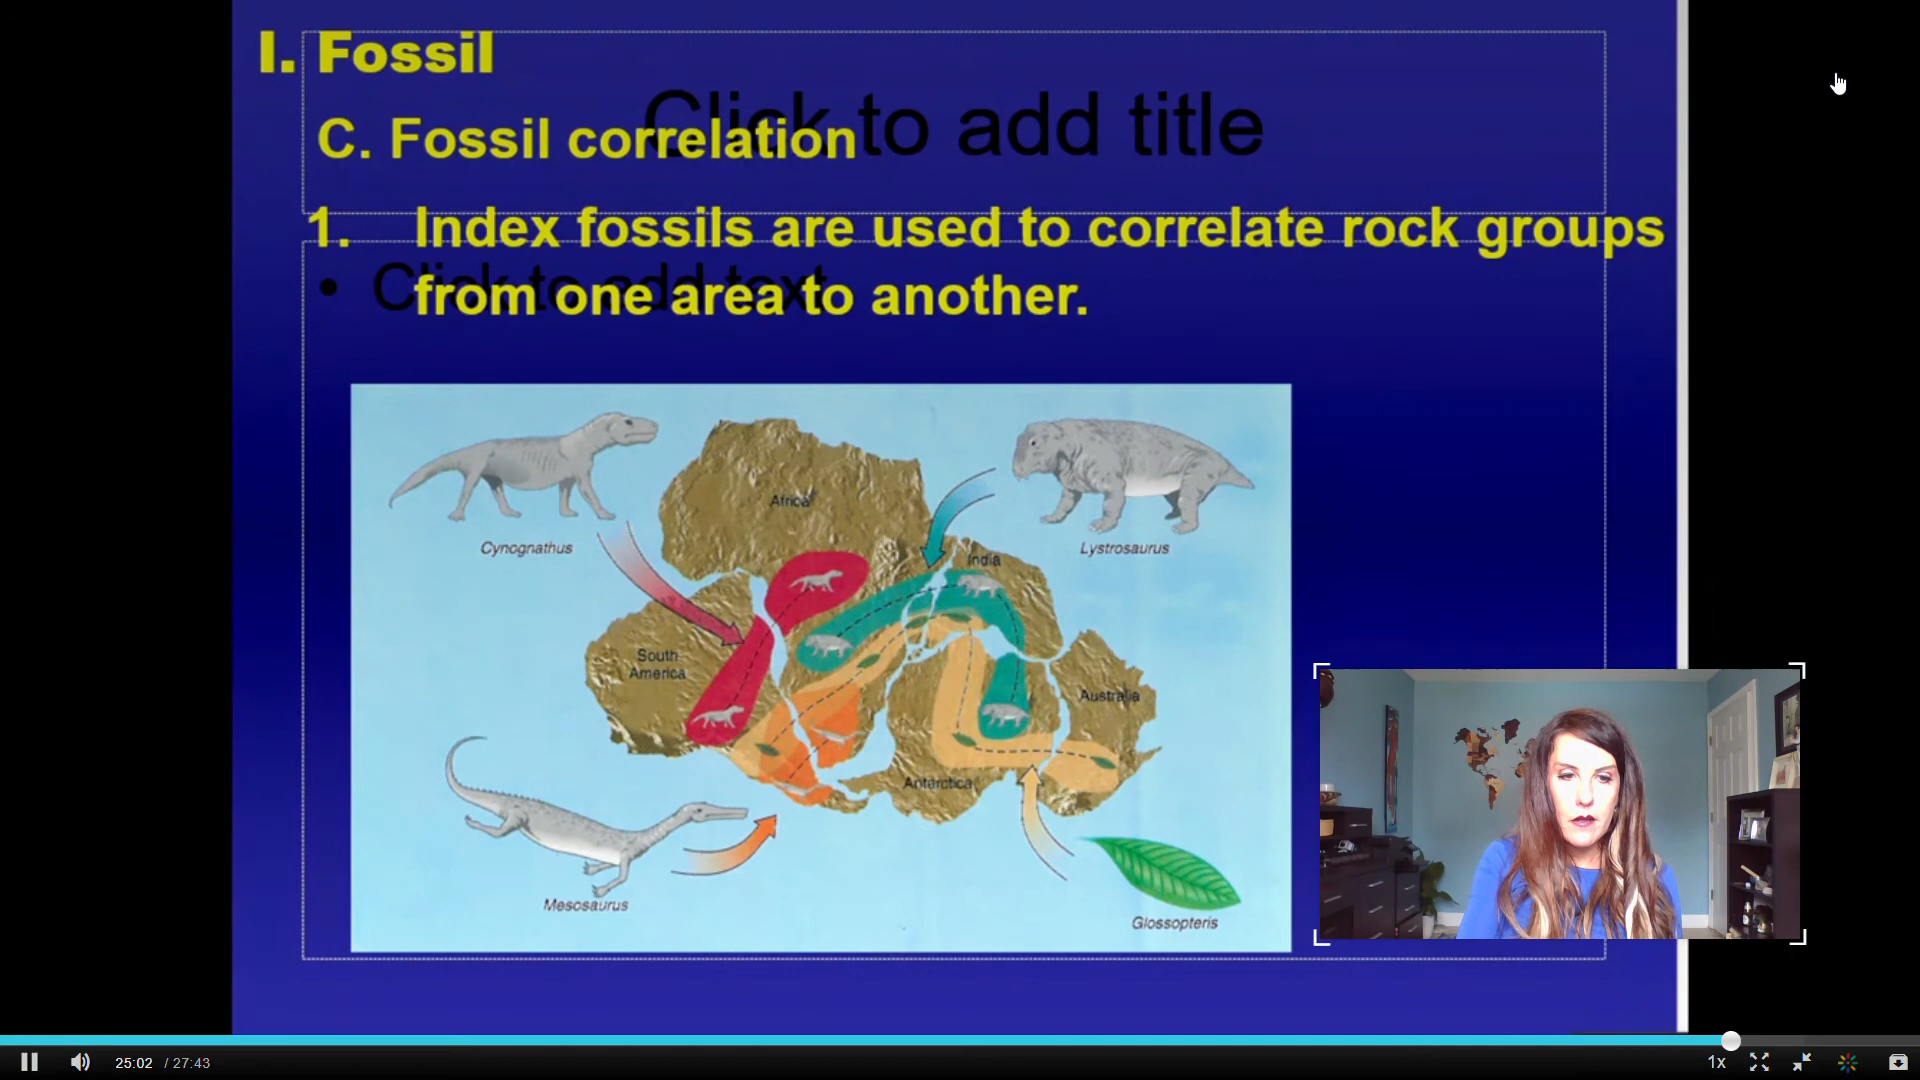 I. Fossil
Click to add title
C. Fossil correlation
1. Index fossils are used to correlate rock groups
• Click to add text
from one area to another.
Africa
Cynognathus
Lystrosaurus
India
South
America
Australia
Antarctica
Mesosaurus
Glossopteris
25:02 / 27:43
1x